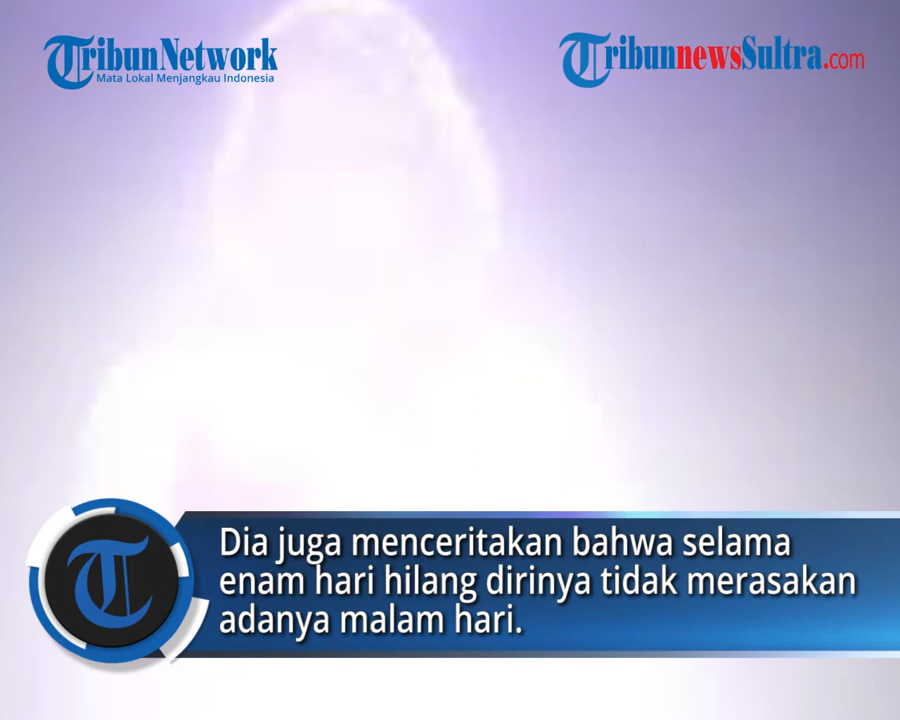 TribunNetwork
Mata Lokal Menjangkau Indonesia
TribunnewsSultra.com
T
Dia juga menceritakan bahwa selama
enam hari hilang dirinya tidak merasakan
adanya malam hari.